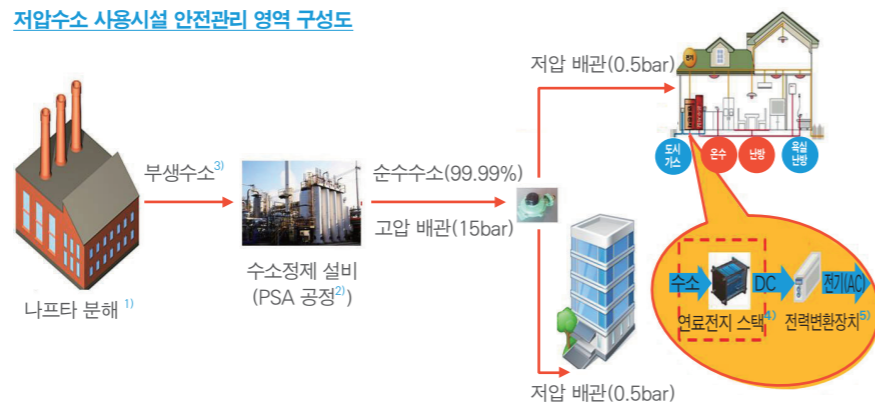 저압수소 사용시설 안전관리 영역 구성도
저압 배관(0.5bar)
전기
부생수소3)
순수수소(99.99%)
고압 배관(15bar)
도시
가스
온수
난방
욕실
난방
수소정제 설비
(PSA 공정2))
나프타 분해 1)
수소
DC
전기(AC)
연료전지 스택4)
전력변환장치5)
저압 배관(0.5bar)